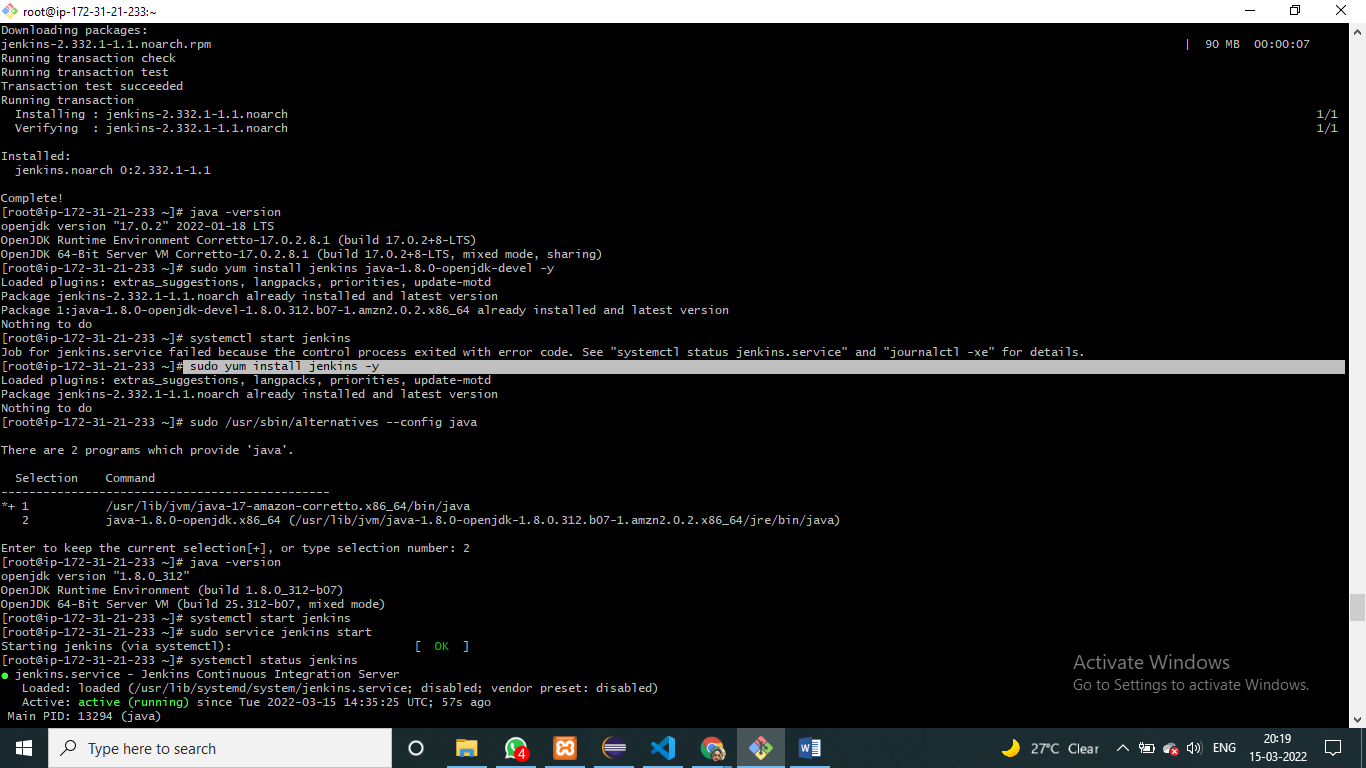 root@ip-172-31-21-233:~
Downloading packages:
jenkins-2.332.1-1.1.noarch.rpm | 90 MB 00:00:07
Running transaction check
Running transaction test
Transaction test succeeded
Running transaction
Installing : jenkins-2.332.1-1.1.noarch 1/1
Verifying : jenkins-2.332.1-1.1.noarch 1/1
Installed:
jenkins.noarch 0:2.332.1-1.1
Complete!
[root@ip-172-31-21-233 ~]# java -version
openjdk version "17.0.2" 2022-01-18 LTS
OpenJDK Runtime Environment Corretto-17.0.2.8.1 (build 17.0.2+8-LTS)
OpenJDK 64-Bit Server VM Corretto-17.0.2.8.1 (build 17.0.2+8-LTS, mixed mode, sharing)
[root@ip-172-31-21-233 ~]# sudo yum install jenkins java-1.8.0-openjdk-devel -y
Loaded plugins: extras_suggestions, langpacks, priorities, update-motd
Package jenkins-2.332.1-1.1.noarch already installed and latest version
Package 1:java-1.8.0-openjdk-devel-1.8.0.312.b07-1.amzn2.0.2.x86_64 already installed and latest version
Nothing to do
[root@ip-172-31-21-233 ~]# systemctl start jenkins
Job for jenkins.service failed because the control process exited with error code. See "systemctl status jenkins.service" and "journalctl -xe" for details.
[root@ip-172-31-21-233 ~]# sudo yum install jenkins -y
Loaded plugins: extras_suggestions, langpacks, priorities, update-motd
Package jenkins-2.332.1-1.1.noarch already installed and latest version
Nothing to do
[root@ip-172-31-21-233 ~]# sudo /usr/sbin/alternatives --config java
There are 2 programs which provide 'java'.
Selection Command
-----------------------------------------------
*+ 1 /usr/lib/jvm/java-17-amazon-corretto.x86_64/bin/java
2 java-1.8.0-openjdk.x86_64 (/usr/lib/jvm/java-1.8.0-openjdk-1.8.0.312.b07-1.amzn2.0.2.x86_64/jre/bin/java)
Enter to keep the current selection[+], or type selection number: 2
[root@ip-172-31-21-233 ~]# java -version
openjdk version "1.8.0_312"
OpenJDK Runtime Environment (build 1.8.0_312-b07)
OpenJDK 64-Bit Server VM (build 25.312-b07, mixed mode)
[root@ip-172-31-21-233 ~]# systemctl start jenkins
[root@ip-172-31-21-233 ~]# sudo service jenkins start
Starting jenkins (via systemctl): [ OK ]
[root@ip-172-31-21-233 ~]# systemctl status jenkins
● jenkins.service - Jenkins Continuous Integration Server
Loaded: loaded (/usr/lib/systemd/system/jenkins.service; disabled; vendor preset: disabled)
Active: active (running) since Tue 2022-03-15 14:35:25 UTC; 57s ago
Main PID: 13294 (java)
Activate Windows
Go to Settings to activate Windows.
Type here to search
4
27°C Clear
ENG
20:19
15-03-2022